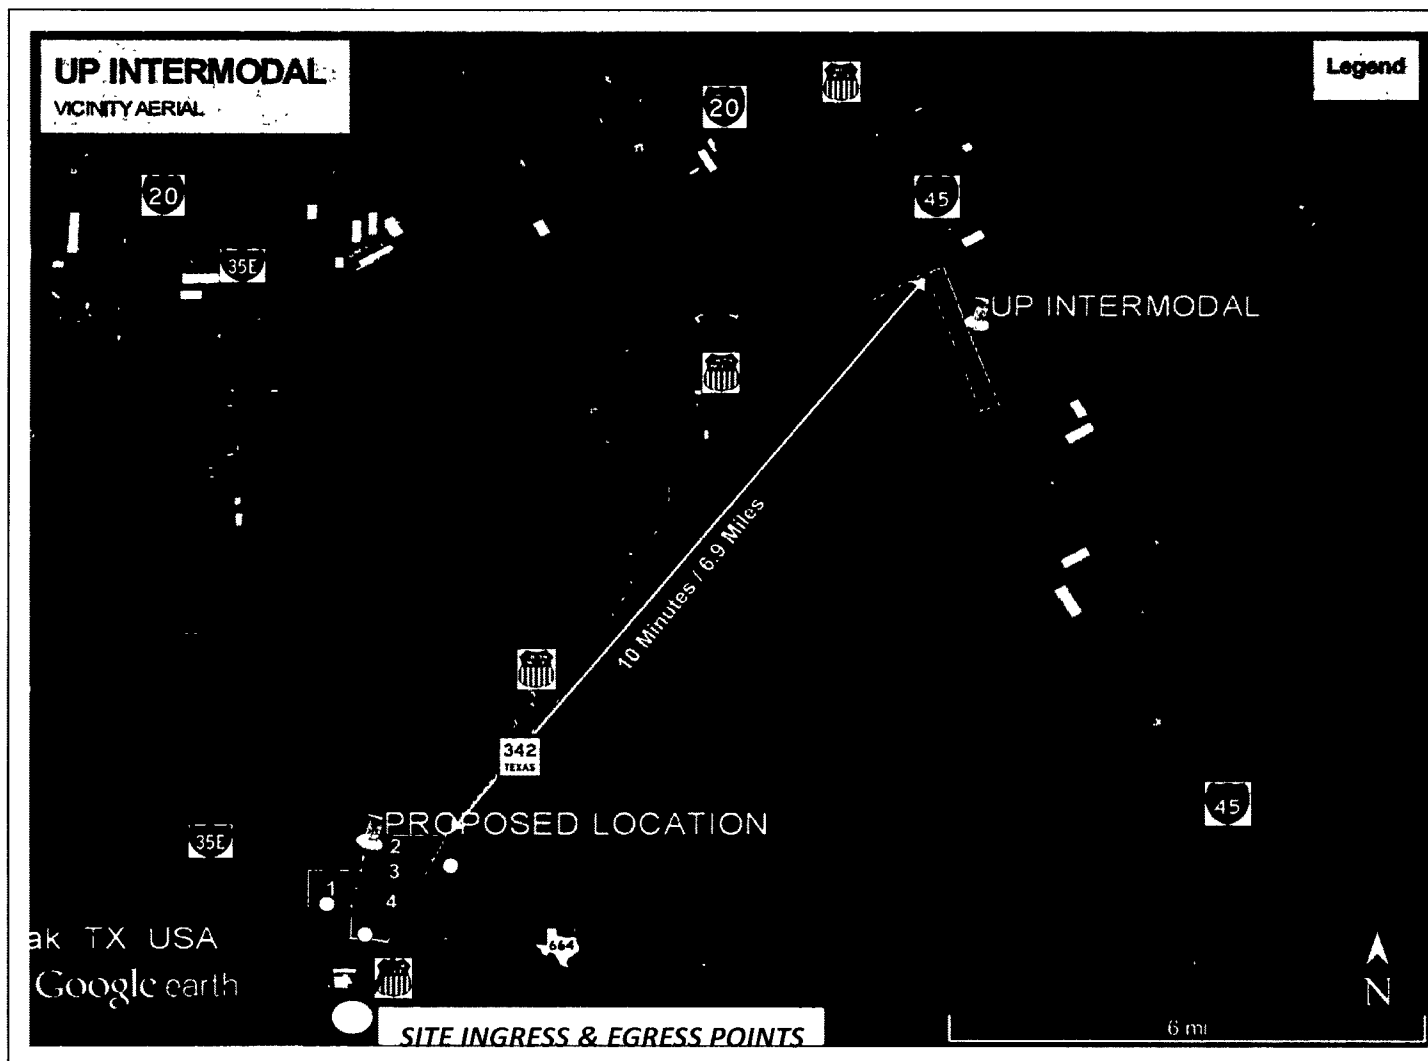 UP INTERMODAL
VICINITY AERIAL
Legend
20
20
45
35E
UP INTERMODAL
10 Minutes / 6.9 Miles
342
TEXAS
PROPOSED LOCATION
35E
2
3
1
4
45
ak TX USA
664
Google earth
N
SITE INGRESS & EGRESS POINTS
6 mi